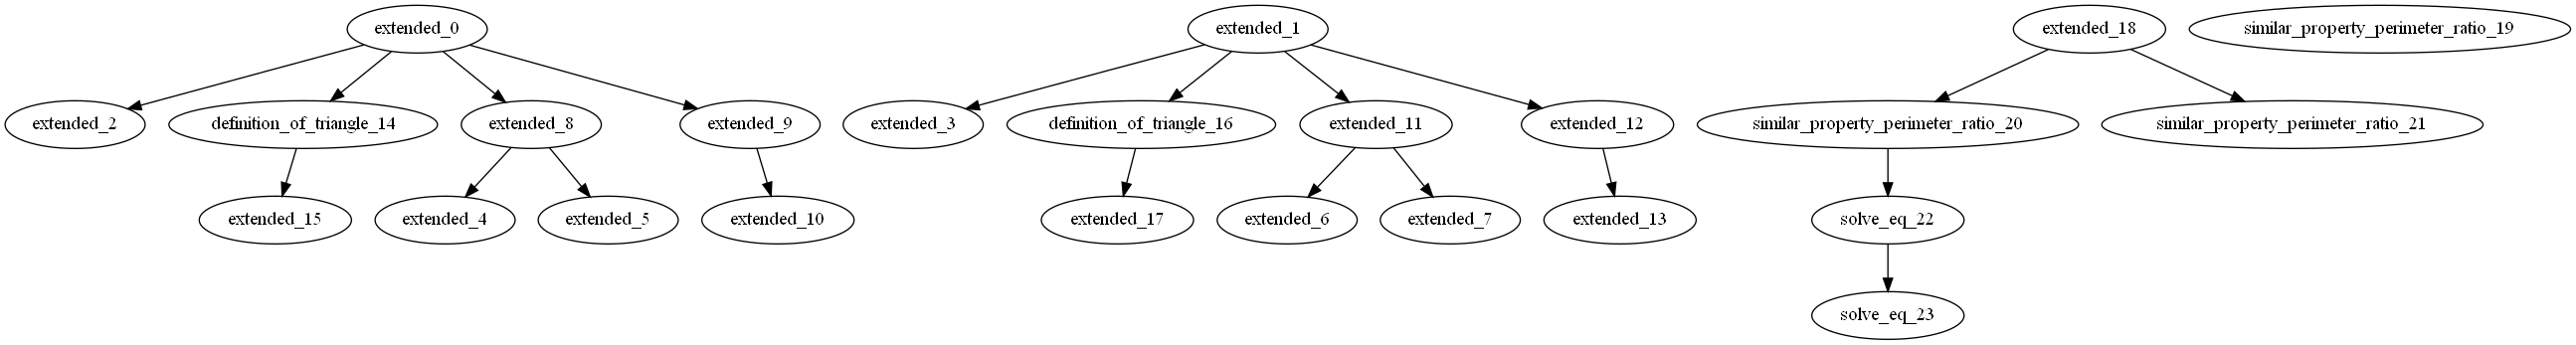 extended_0
extended_1
extended_18
similar_property_perimeter_ratio_19
extended_2
definition_of_triangle_14
extended_8
extended_9
extended_3
definition_of_triangle_16
extended_11
extended_12
similar_property_perimeter_ratio_20
similar_property_perimeter_ratio_21
extended_15
extended_4
extended_5
extended_10
extended_17
extended_6
extended_7
extended_13
solve_eq_22
solve_eq_23